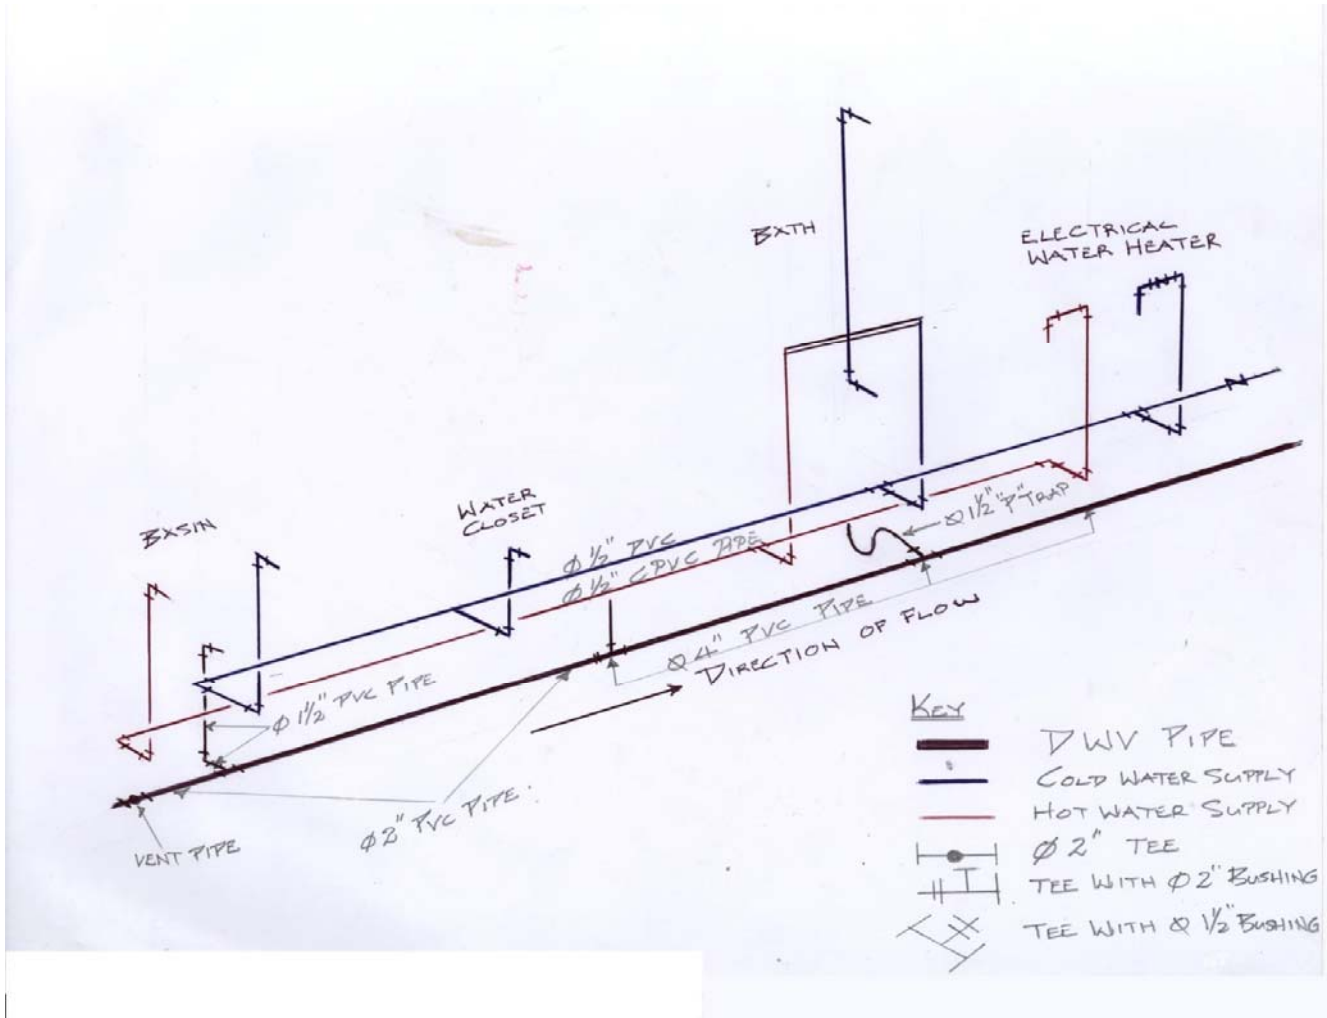 BATH
ELECTRICAL
WATER HEATER
WATER
CLOSET
BASIN
Ø 1/2" PVC
Ø 1/2" CPVC PIPE
Ø 1 1/2" "P" TRAP
Ø 4" PVC PIPE
DIRECTION OF FLOW
Ø 1 1/2" PVC PIPE
Ø 2" PVC PIPE
VENT PIPE
KEY
DWV PIPE
COLD WATER SUPPLY
HOT WATER SUPPLY
Ø 2" TEE
TEE WITH Ø 2" BUSHING
TEE WITH Ø 1 1/2" BUSHING